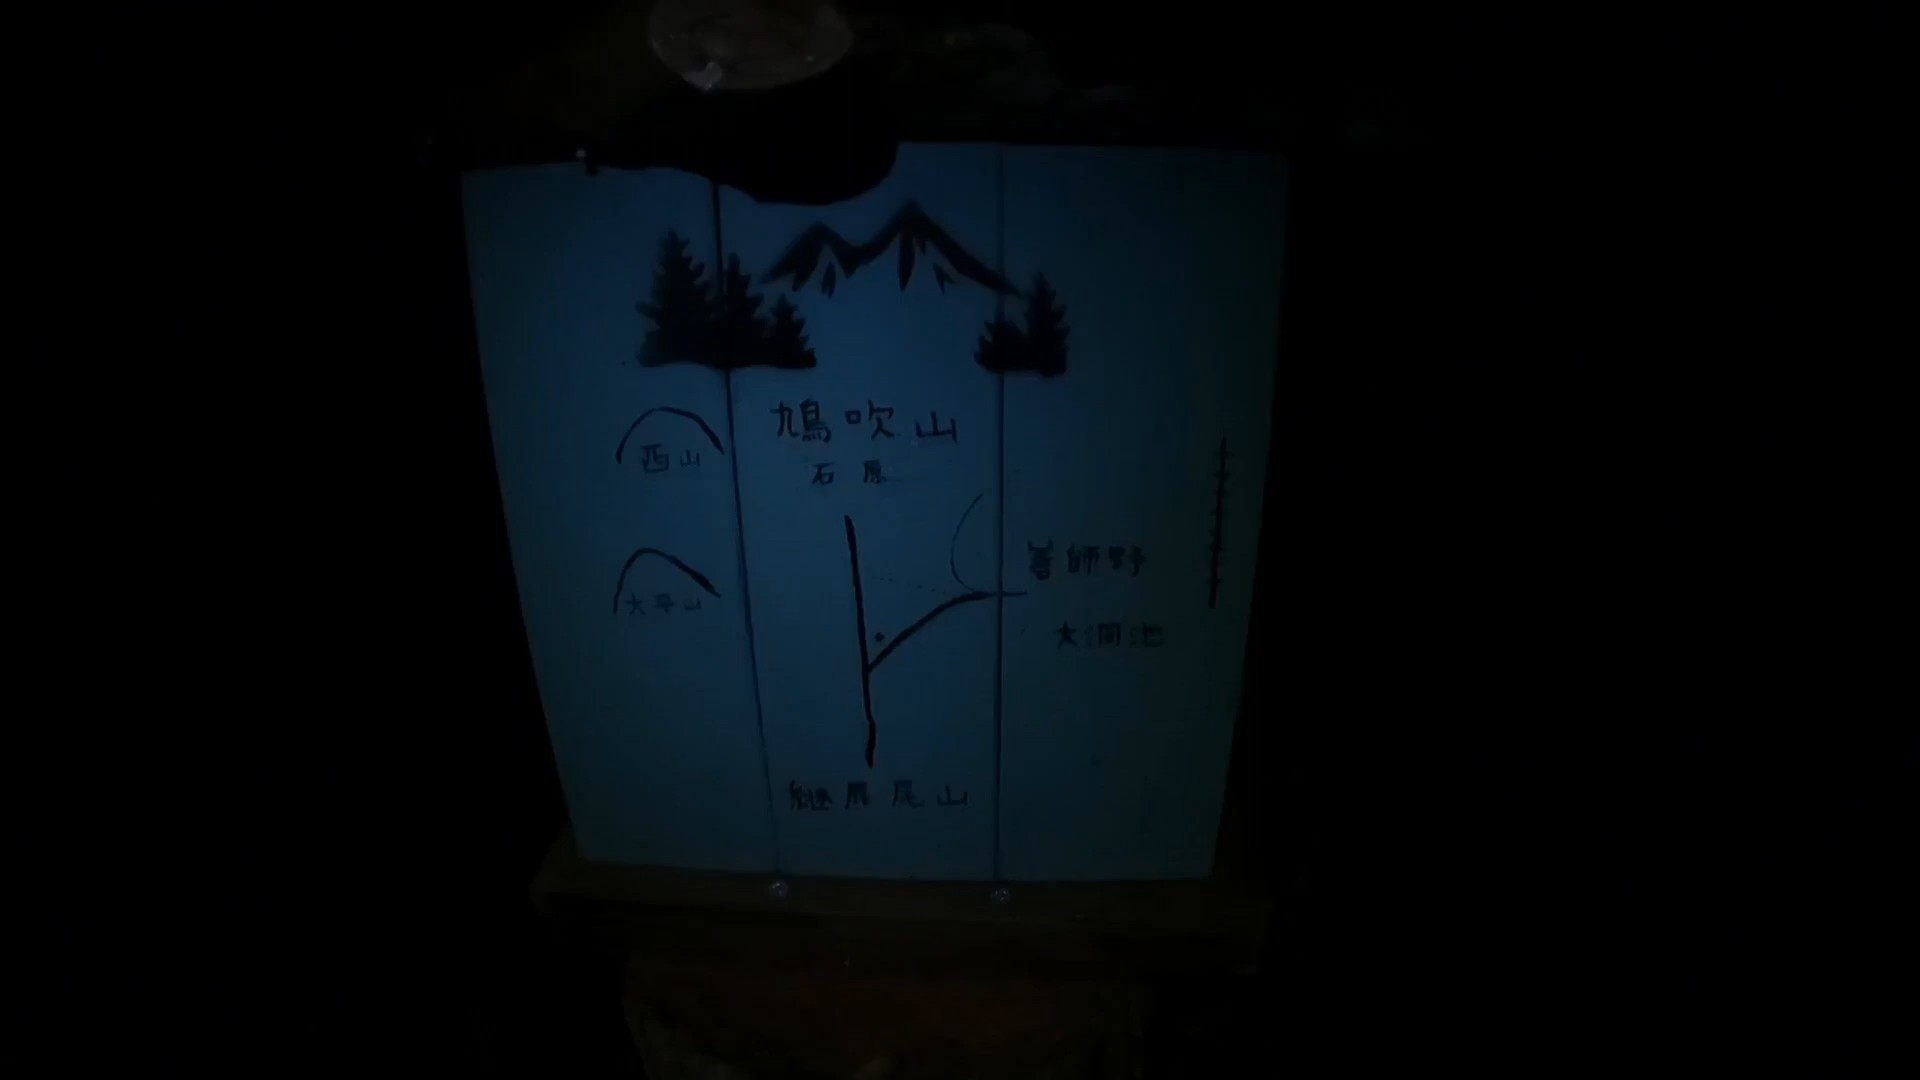 鳩吹山
西山
石原
善師野
大平山
大洞池
継鹿尾山